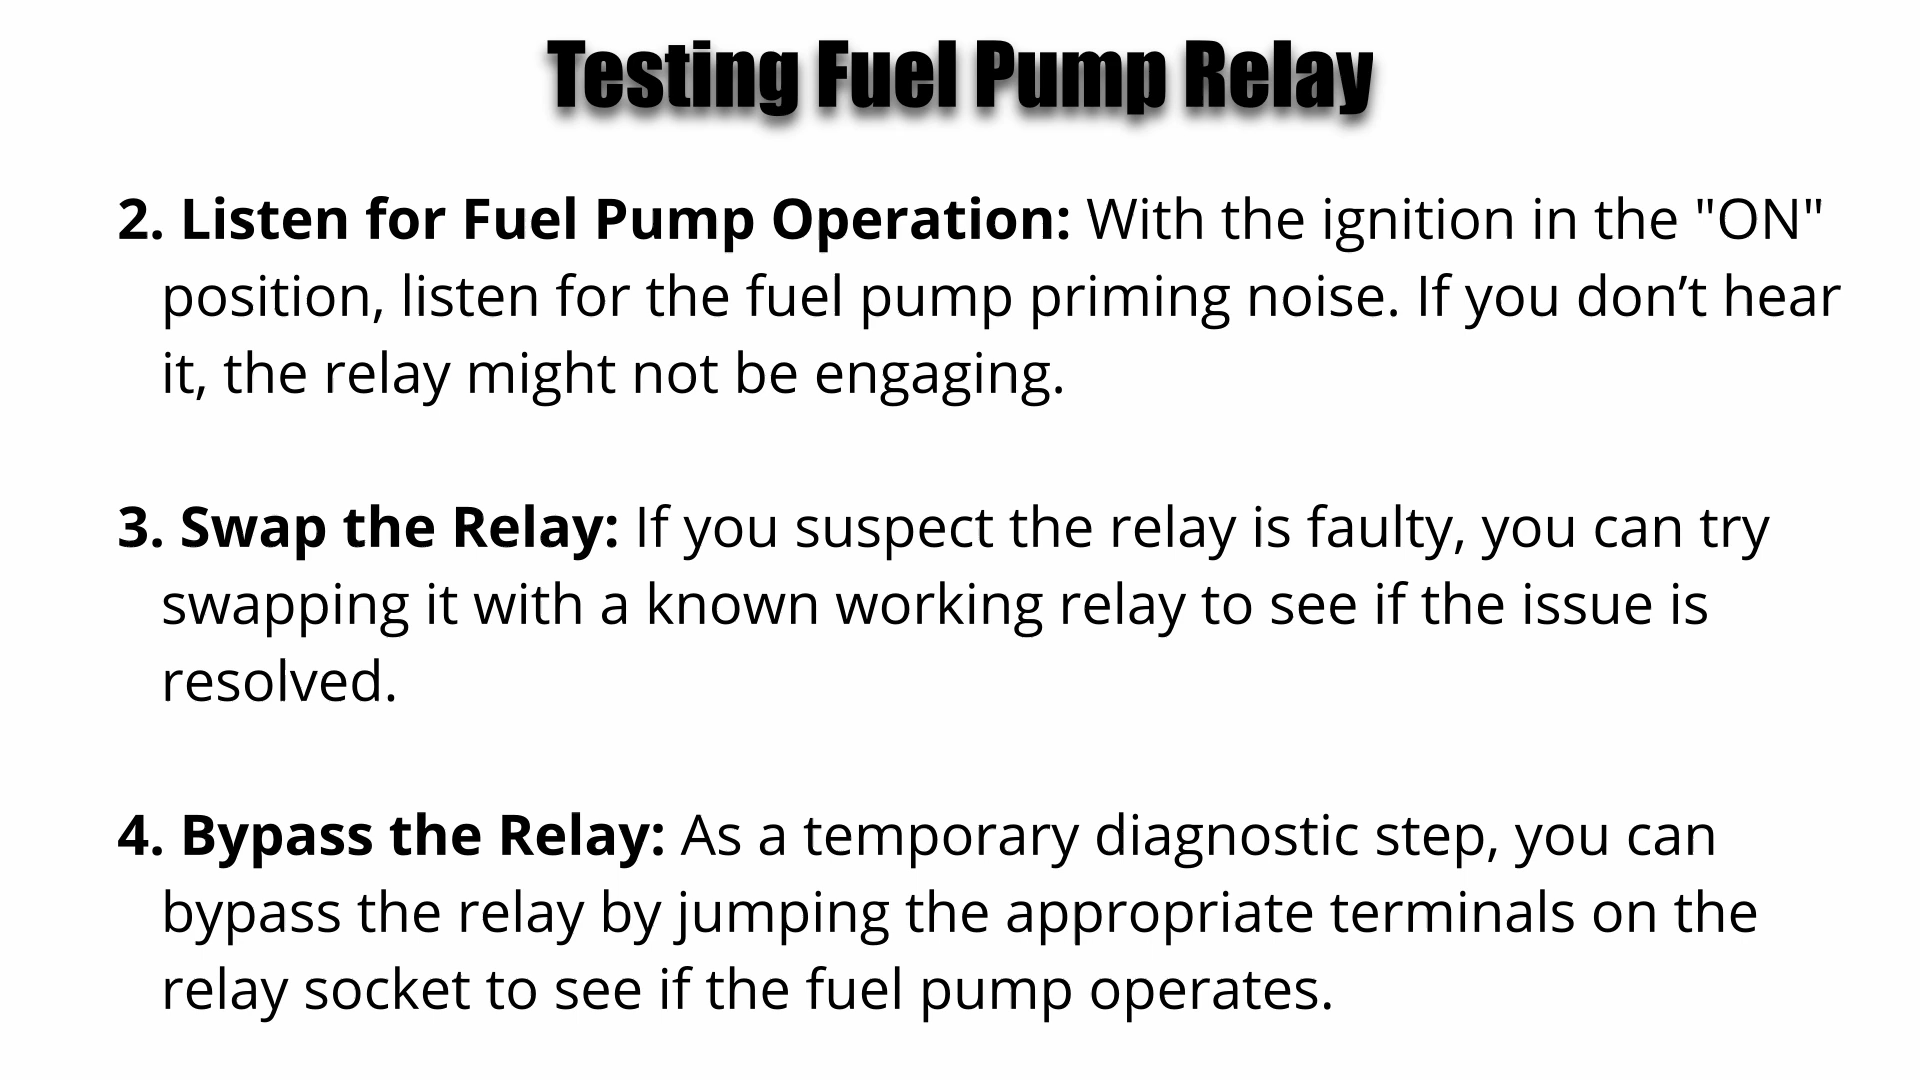 Testing Fuel Pump Relay
2. Listen for Fuel Pump Operation: With the ignition in the "ON"
position, listen for the fuel pump priming noise. If you don’t hear
it, the relay might not be engaging.
3. Swap the Relay: If you suspect the relay is faulty, you can try
swapping it with a known working relay to see if the issue is
resolved.
4. Bypass the Relay: As a temporary diagnostic step, you can
bypass the relay by jumping the appropriate terminals on the
relay socket to see if the fuel pump operates.